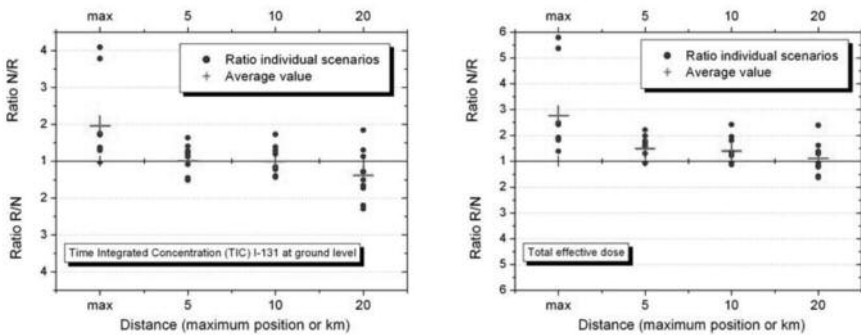 max 5 10 20
4
3
2
1
2
3
4
Ratio N/R
Ratio R/N
Ratio individual scenarios
Average value
Time Integrated Concentration (TIC) I-131 at ground level
max 5 10 20
Distance (maximum position or km)
max 5 10 20
6
5
4
3
2
1
2
3
4
5
6
Ratio N/R
Ratio R/N
Ratio individual scenarios
Average value
Total effective dose
max 5 10 20
Distance (maximum position or km)